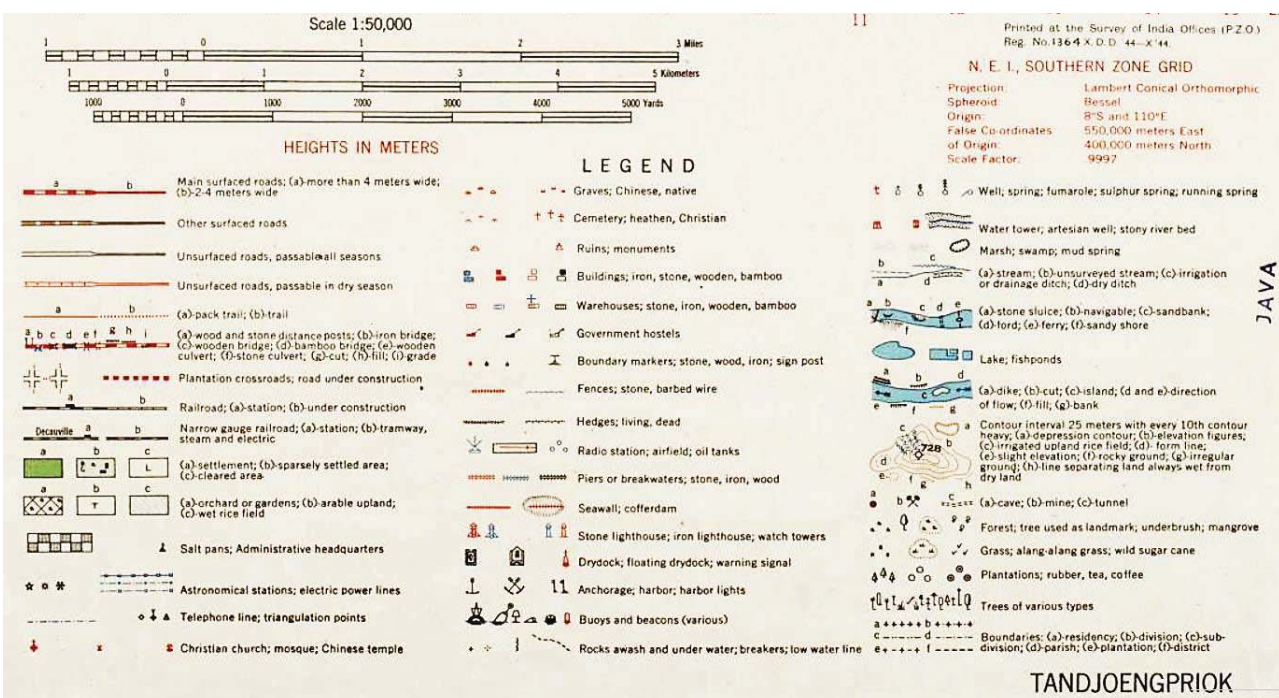 Scale 1:50,000
1 0 1 2 3 Miles
1 0 1 2 3 4 5 Kilometers
1000 0 1000 2000 3000 4000 5000 Yards
HEIGHTS IN METERS
11
Printed at the Survey of India Offices (P.Z.O.)
Reg. No. 1364 X.D.D. 44—X'44.
N. E. I., SOUTHERN ZONE GRID
Projection: Lambert Conical Orthomorphic
Spheroid: Bessel
Origin: 8°S and 110°E
False Co-ordinates 550,000 meters East
of Origin: 400,000 meters North
Scale Factor: .9997
LEGEND
a b
Main surfaced roads; (a)-more than 4 meters wide;
(b)-2-4 meters wide
Other surfaced roads
Unsurfaced roads, passable all seasons
Unsurfaced roads, passable in dry season
a b
(a)-pack trail; (b)-trail
a b c d e f g h i
(a)-wood and stone distance posts; (b)-iron bridge;
(c)-wooden bridge; (d)-bamboo bridge; (e)-wooden
culvert; (f)-stone culvert; (g)-cut; (h)-fill; (i)-grade
Plantation crossroads; road under construction
a b
Railroad; (a)-station; (b)-under construction
Decauville a b
Narrow gauge railroad; (a)-station; (b)-tramway,
steam and electric
a b c
L
(a)-settlement; (b)-sparsely settled area;
(c)-cleared area
a b c
T
(a)-orchard or gardens; (b)-arable upland;
(c)-wet rice field
Salt pans; Administrative headquarters
Astronomical stations; electric power lines
Telephone line; triangulation points
Christian church; mosque; Chinese temple
Graves; Chinese, native
Cemetery; heathen, Christian
Ruins; monuments
Buildings; iron, stone, wooden, bamboo
Warehouses; stone, iron, wooden, bamboo
Government hostels
Boundary markers; stone, wood, iron; sign post
Fences; stone, barbed wire
Hedges; living, dead
Radio station; airfield; oil tanks
Piers or breakwaters; stone, iron, wood
Seawall; cofferdam
Stone lighthouse; iron lighthouse; watch towers
Drydock; floating drydock; warning signal
Anchorage; harbor; harbor lights
Buoys and beacons (various)
Rocks awash and under water; breakers; low water line
Well; spring; fumarole; sulphur spring; running spring
Water tower; artesian well; stony river bed
Marsh; swamp; mud spring
b c
a d
(a)-stream; (b)-unsurveyed stream; (c)-irrigation
or drainage ditch; (d)-dry ditch
a b c d e
f
(a)-stone sluice; (b)-navigable; (c)-sandbank;
(d)-ford; (e)-ferry; (f)-sandy shore
Lake; fishponds
a b c d
e f g
(a)-dike; (b)-cut; (c)-island; (d and e)-direction
of flow; (f)-fill; (g)-bank
a b c d e f g h
728
Contour interval 25 meters with every 10th contour
heavy; (a)-depression contour; (b)-elevation figures;
(c)-irrigated upland rice field; (d)- form line;
(e)-slight elevation; (f)-rocky ground; (g)-irregular
ground; (h)-line separating land always wet from
dry land
a b c
(a)-cave; (b)-mine; (c)-tunnel
Forest; tree used as landmark; underbrush; mangrove
Grass; alang-alang grass; wild sugar cane
Plantations; rubber, tea, coffee
Trees of various types
a b
c d
e f
Boundaries: (a)-residency; (b)-division; (c)-sub-
division; (d)-parish; (e)-plantation; (f)-district
JAVA
TANDJOENGPRIOK